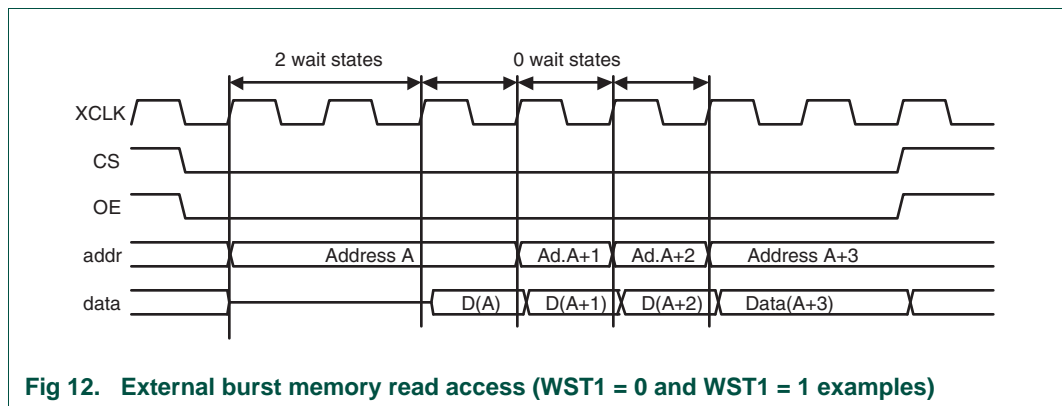 2 wait states
0 wait states
XCLK
CS
OE
addr
Address A
Ad.A+1
Ad.A+2
Address A+3
data
D(A)
D(A+1)
D(A+2)
Data(A+3)
Fig 12. External burst memory read access (WST1 = 0 and WST1 = 1 examples)